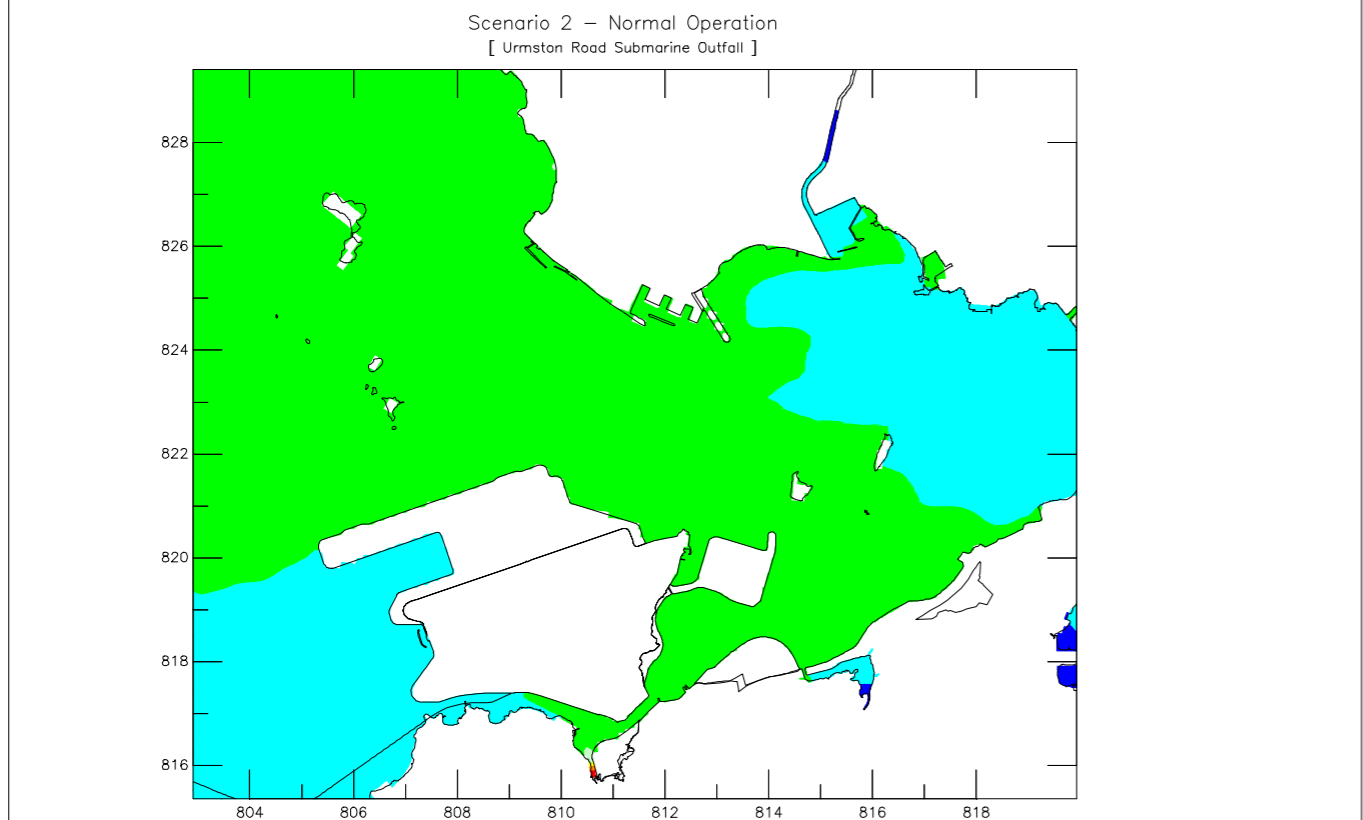 Scenario 2 – Normal Operation
[ Urmston Road Submarine Outfall ]
828
826
824
822
820
818
816
804 806 808 810 812 814 816 818